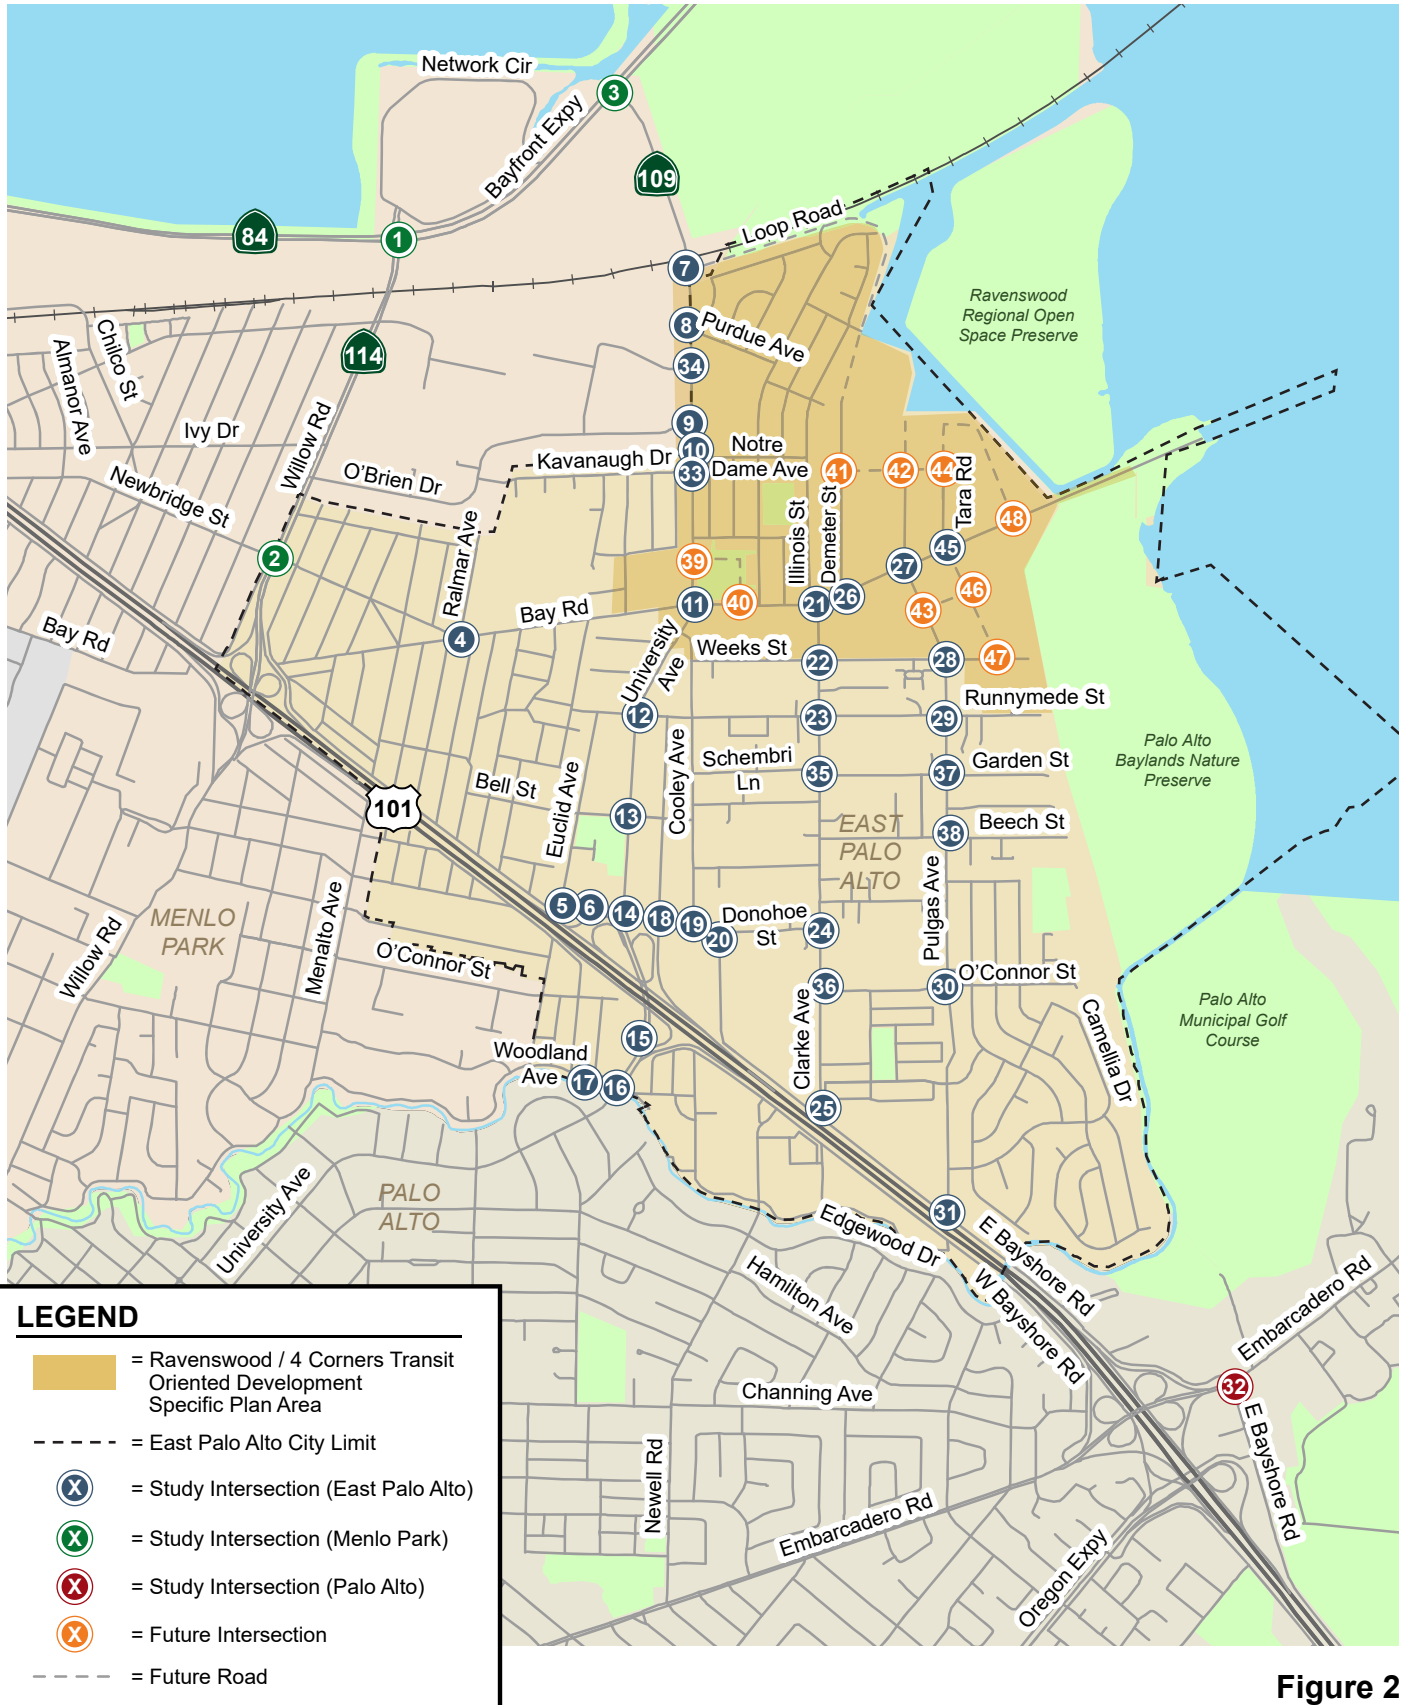 Network Cir
3
Bayfront Expy
109
84
1
Loop Road
7
Ravenswood
Regional Open
Space Preserve
8
Purdue Ave
Chilco St
Almanor Ave
114
34
Willow Rd
Ivy Dr
9
10
Notre
Kavanaugh Dr
33
Dame Ave
41
42
44
O'Brien Dr
Newbridge St
Illinois St
Demeter St
Tara Rd
48
Ralmar Ave
45
2
39
27
46
Bay Rd
11
40
21
26
43
4
Bay Rd
University
Ave
Weeks St
22
28
47
12
23
29
Runnymede St
Schembri
Ln
35
37
Garden St
Palo Alto
Baylands Nature
Preserve
Bell St
Euclid Ave
Cooley Ave
101
13
EAST
PALO
ALTO
38
Beech St
5
6
14
18
19
20
Donohoe
St
24
Pulgas Ave
MENLO
PARK
Menalto Ave
Willow Rd
O'Connor St
36
30
O'Connor St
Clarke Ave
Palo Alto
Municipal Golf
Course
Camellia Dr
15
Woodland
Ave
17
16
25
University Ave
PALO
ALTO
31
Edgewood Dr
E Bayshore Rd
W Bayshore Rd
Hamilton Ave
Embarcadero Rd
Channing Ave
32
E Bayshore Rd
Newell Rd
Embarcadero Rd
Oregon Expy
LEGEND
= Ravenswood / 4 Corners Transit
Oriented Development
Specific Plan Area
= East Palo Alto City Limit
X = Study Intersection (East Palo Alto)
X = Study Intersection (Menlo Park)
X = Study Intersection (Palo Alto)
X = Future Intersection
= Future Road
Figure 2